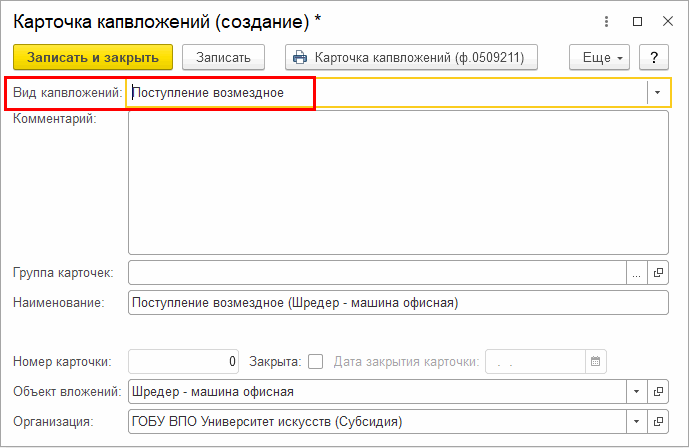 Карточка капвложений (создание) *
Записать и закрыть Записать Карточка капвложений (ф.0509211) Еще ?
Вид капвложений: Поступление возмездное
Комментарий:
Группа карточек: ...
Наименование: Поступление возмездное (Шредер - машина офисная)
Номер карточки: 0 Закрыта: Дата закрытия карточки: . .
Объект вложений: Шредер - машина офисная
Организация: ГОБУ ВПО Университет искусств (Субсидия)